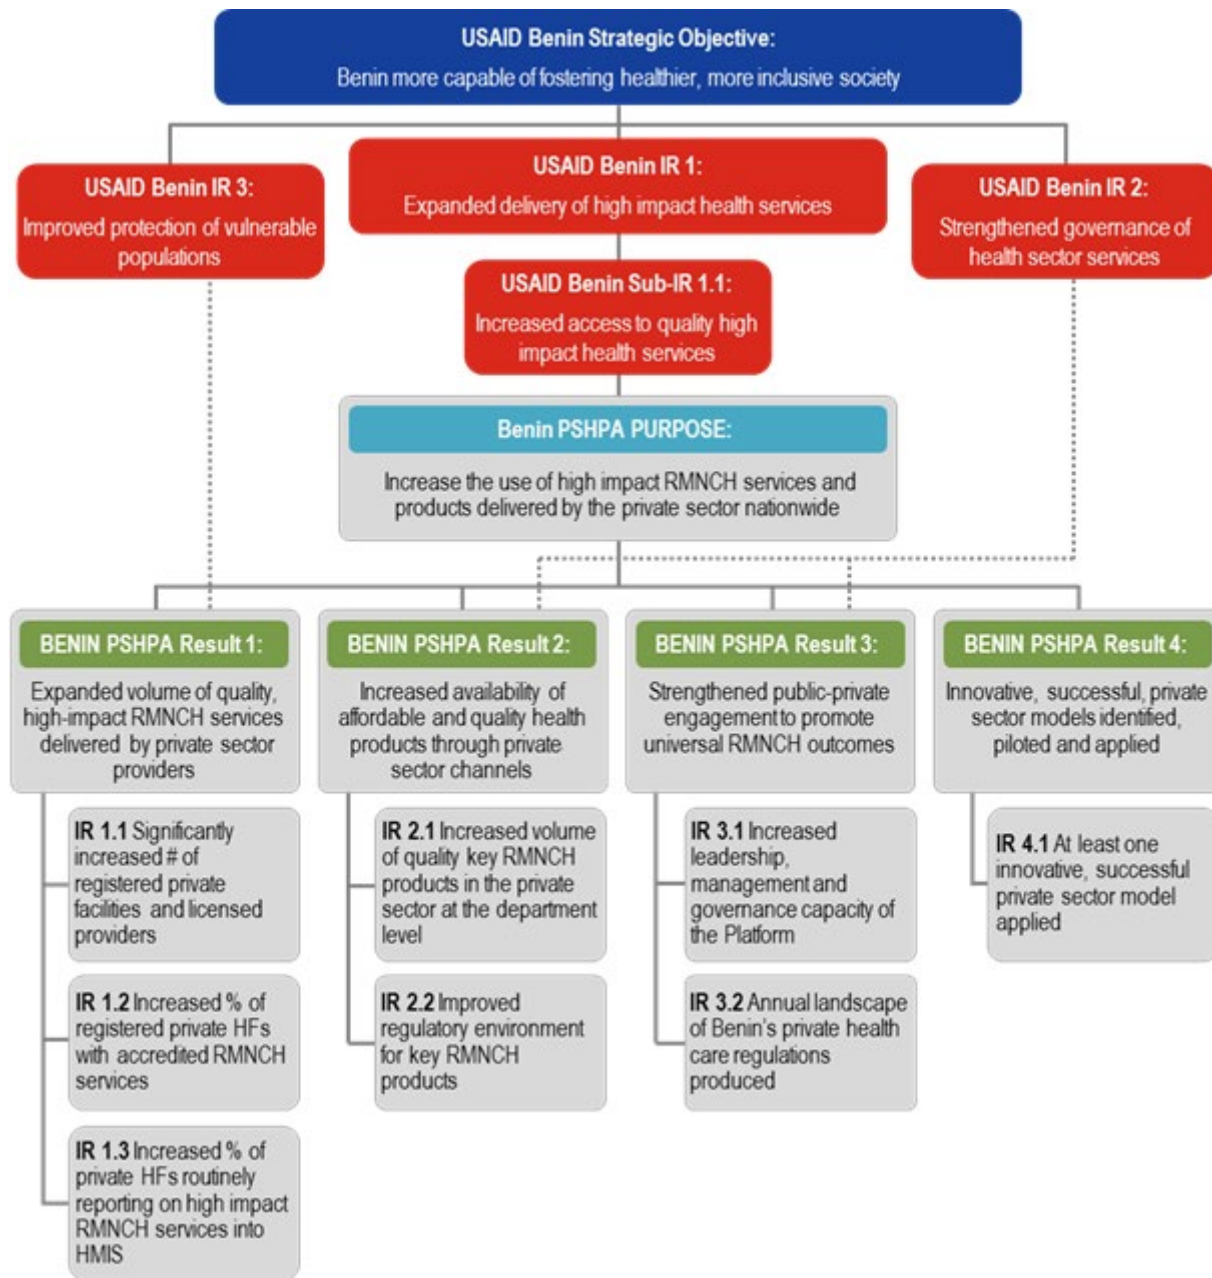 USAID Benin Strategic Objective:
Benin more capable of fostering healthier, more inclusive society
USAID Benin IR 3:
Improved protection of vulnerable
populations
USAID Benin IR 1:
Expanded delivery of high impact health services
USAID Benin IR 2:
Strengthened governance of
health sector services
USAID Benin Sub-IR 1.1:
Increased access to quality high
impact health services
Benin PSHPA PURPOSE:
Increase the use of high impact RMNCH services and
products delivered by the private sector nationwide
BENIN PSHPA Result 1:
Expanded volume of quality,
high-impact RMNCH services
delivered by private sector
providers
IR 1.1 Significantly
increased # of
registered private
facilities and licensed
providers
IR 1.2 Increased % of
registered private HFs
with accredited RMNCH
services
IR 1.3 Increased % of
private HFs routinely
reporting on high impact
RMNCH services into
HMIS
BENIN PSHPA Result 2:
Increased availability of
affordable and quality health
products through private
sector channels
IR 2.1 Increased volume
of quality key RMNCH
products in the private
sector at the department
level
IR 2.2 Improved
regulatory environment
for key RMNCH
products
BENIN PSHPA Result 3:
Strengthened public-private
engagement to promote
universal RMNCH outcomes
IR 3.1 Increased
leadership,
management and
governance capacity of
the Platform
IR 3.2 Annual landscape
of Benin's private health
care regulations
produced
BENIN PSHPA Result 4:
Innovative, successful, private
sector models identified,
piloted and applied
IR 4.1 At least one
innovative, successful
private sector model
applied